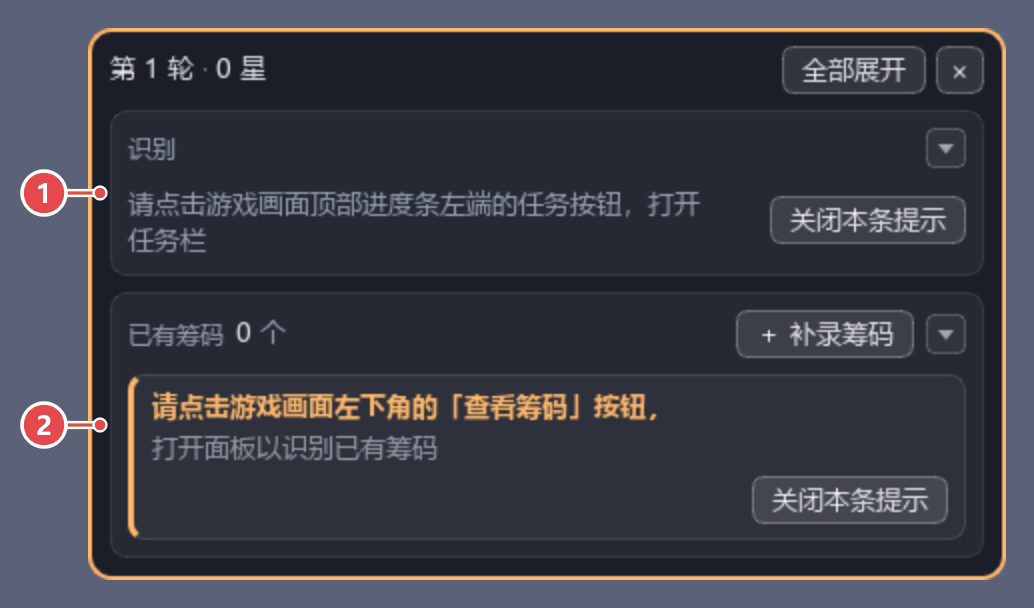 第 1 轮 · 0 星
全部展开
×
识别
1
请点击游戏画面顶部进度条左端的任务按钮，打开
任务栏
关闭本条提示
已有筹码 0 个
+ 补录筹码
2
请点击游戏画面左下角的「查看筹码」按钮，
打开面板以识别已有筹码
关闭本条提示